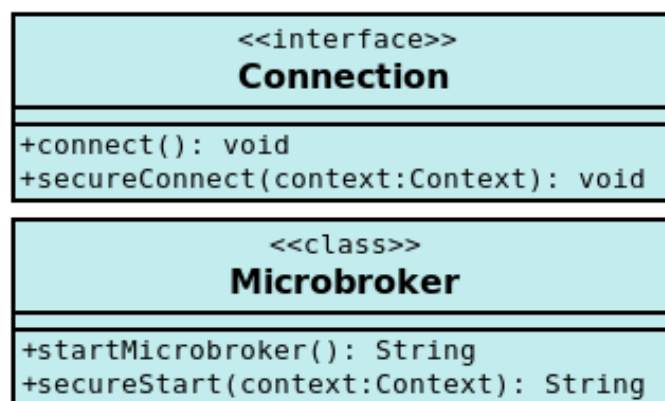 <<interface>>
Connection
+connect(): void
+secureConnect(context:Context): void
<<class>>
Microbroker
+startMicrobroker(): String
+secureStart(context:Context): String